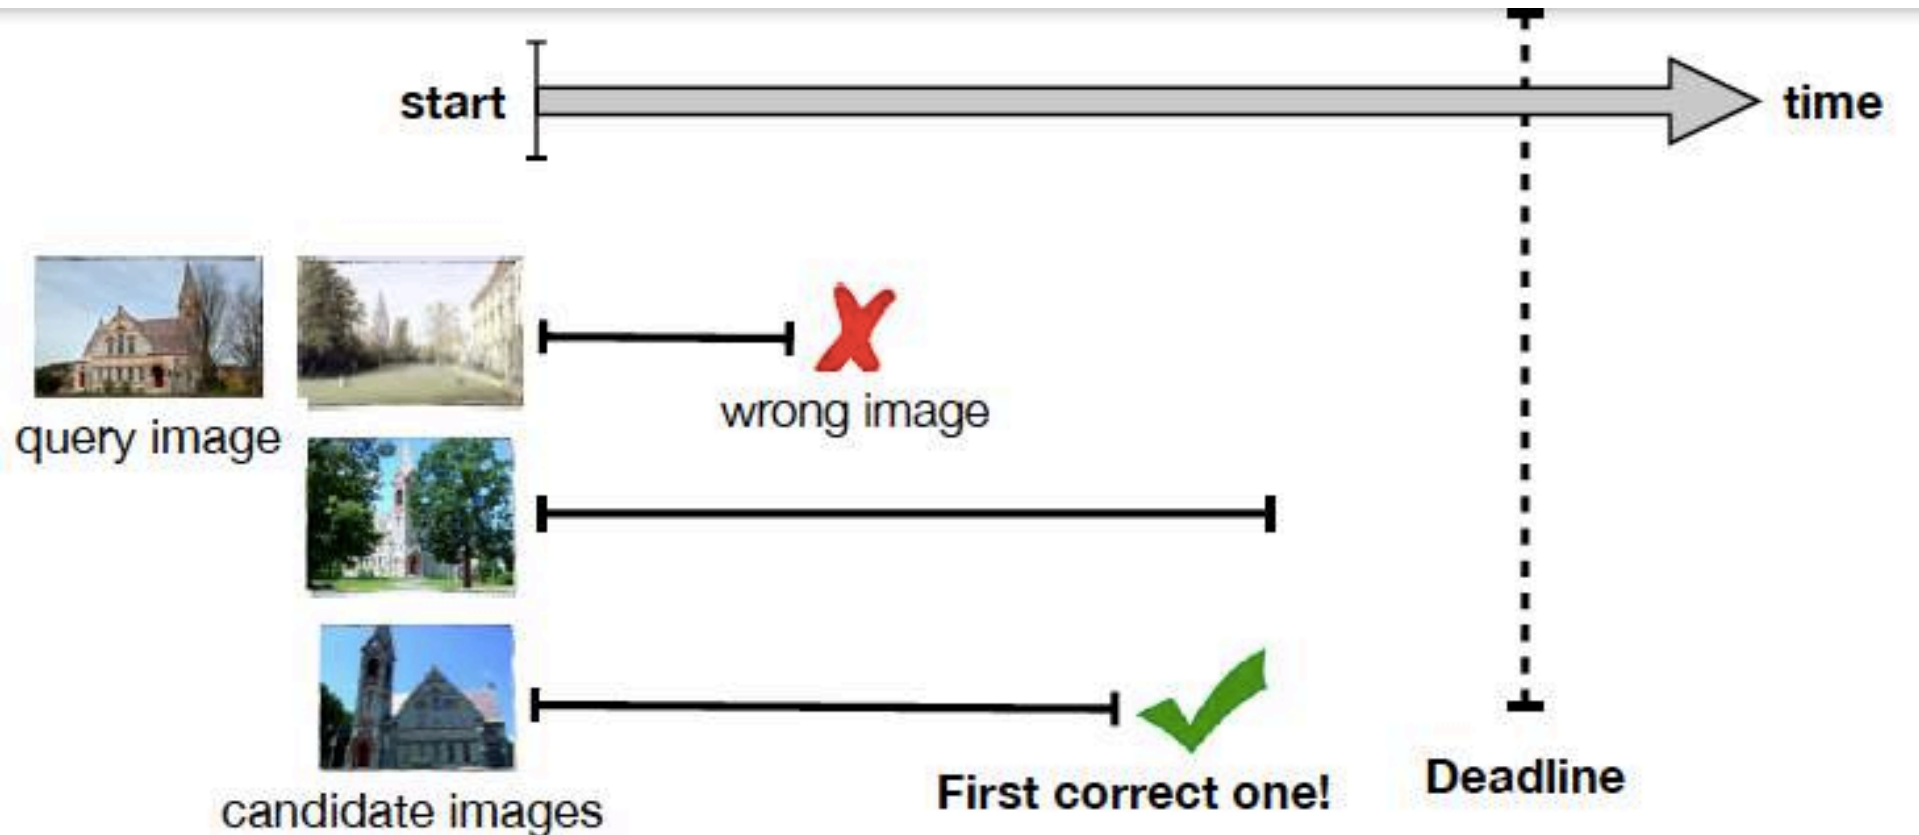 start
time
query image
wrong image
candidate images
First correct one!
Deadline